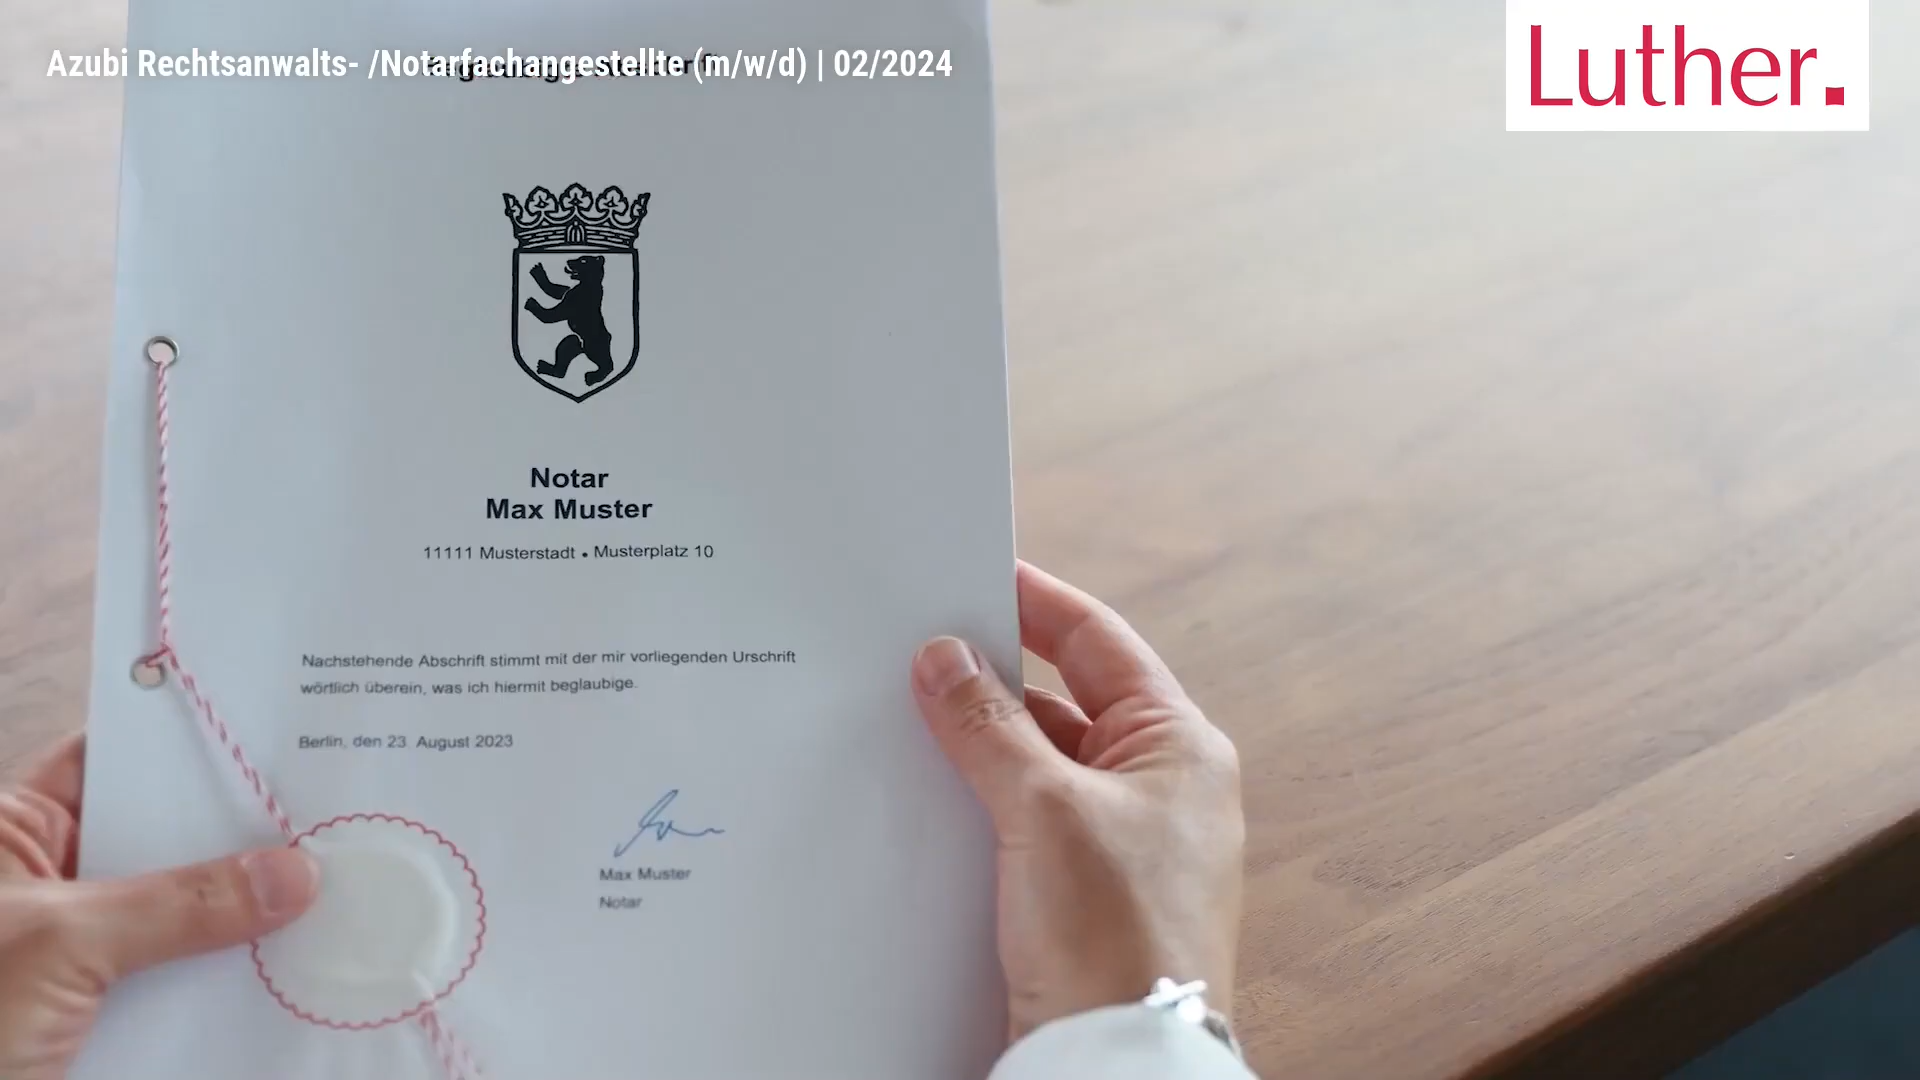 Azubi Rechtsanwalts- /Notarfachangestellte (m/w/d) | 02/2024
Luther.
Notar
Max Muster
11111 Musterstadt • Musterplatz 10
Nachstehende Abschrift stimmt mit der mir vorliegenden Urschrift
wörtlich überein, was ich hiermit beglaubige.
Berlin, den 23. August 2023
Max Muster
Notar